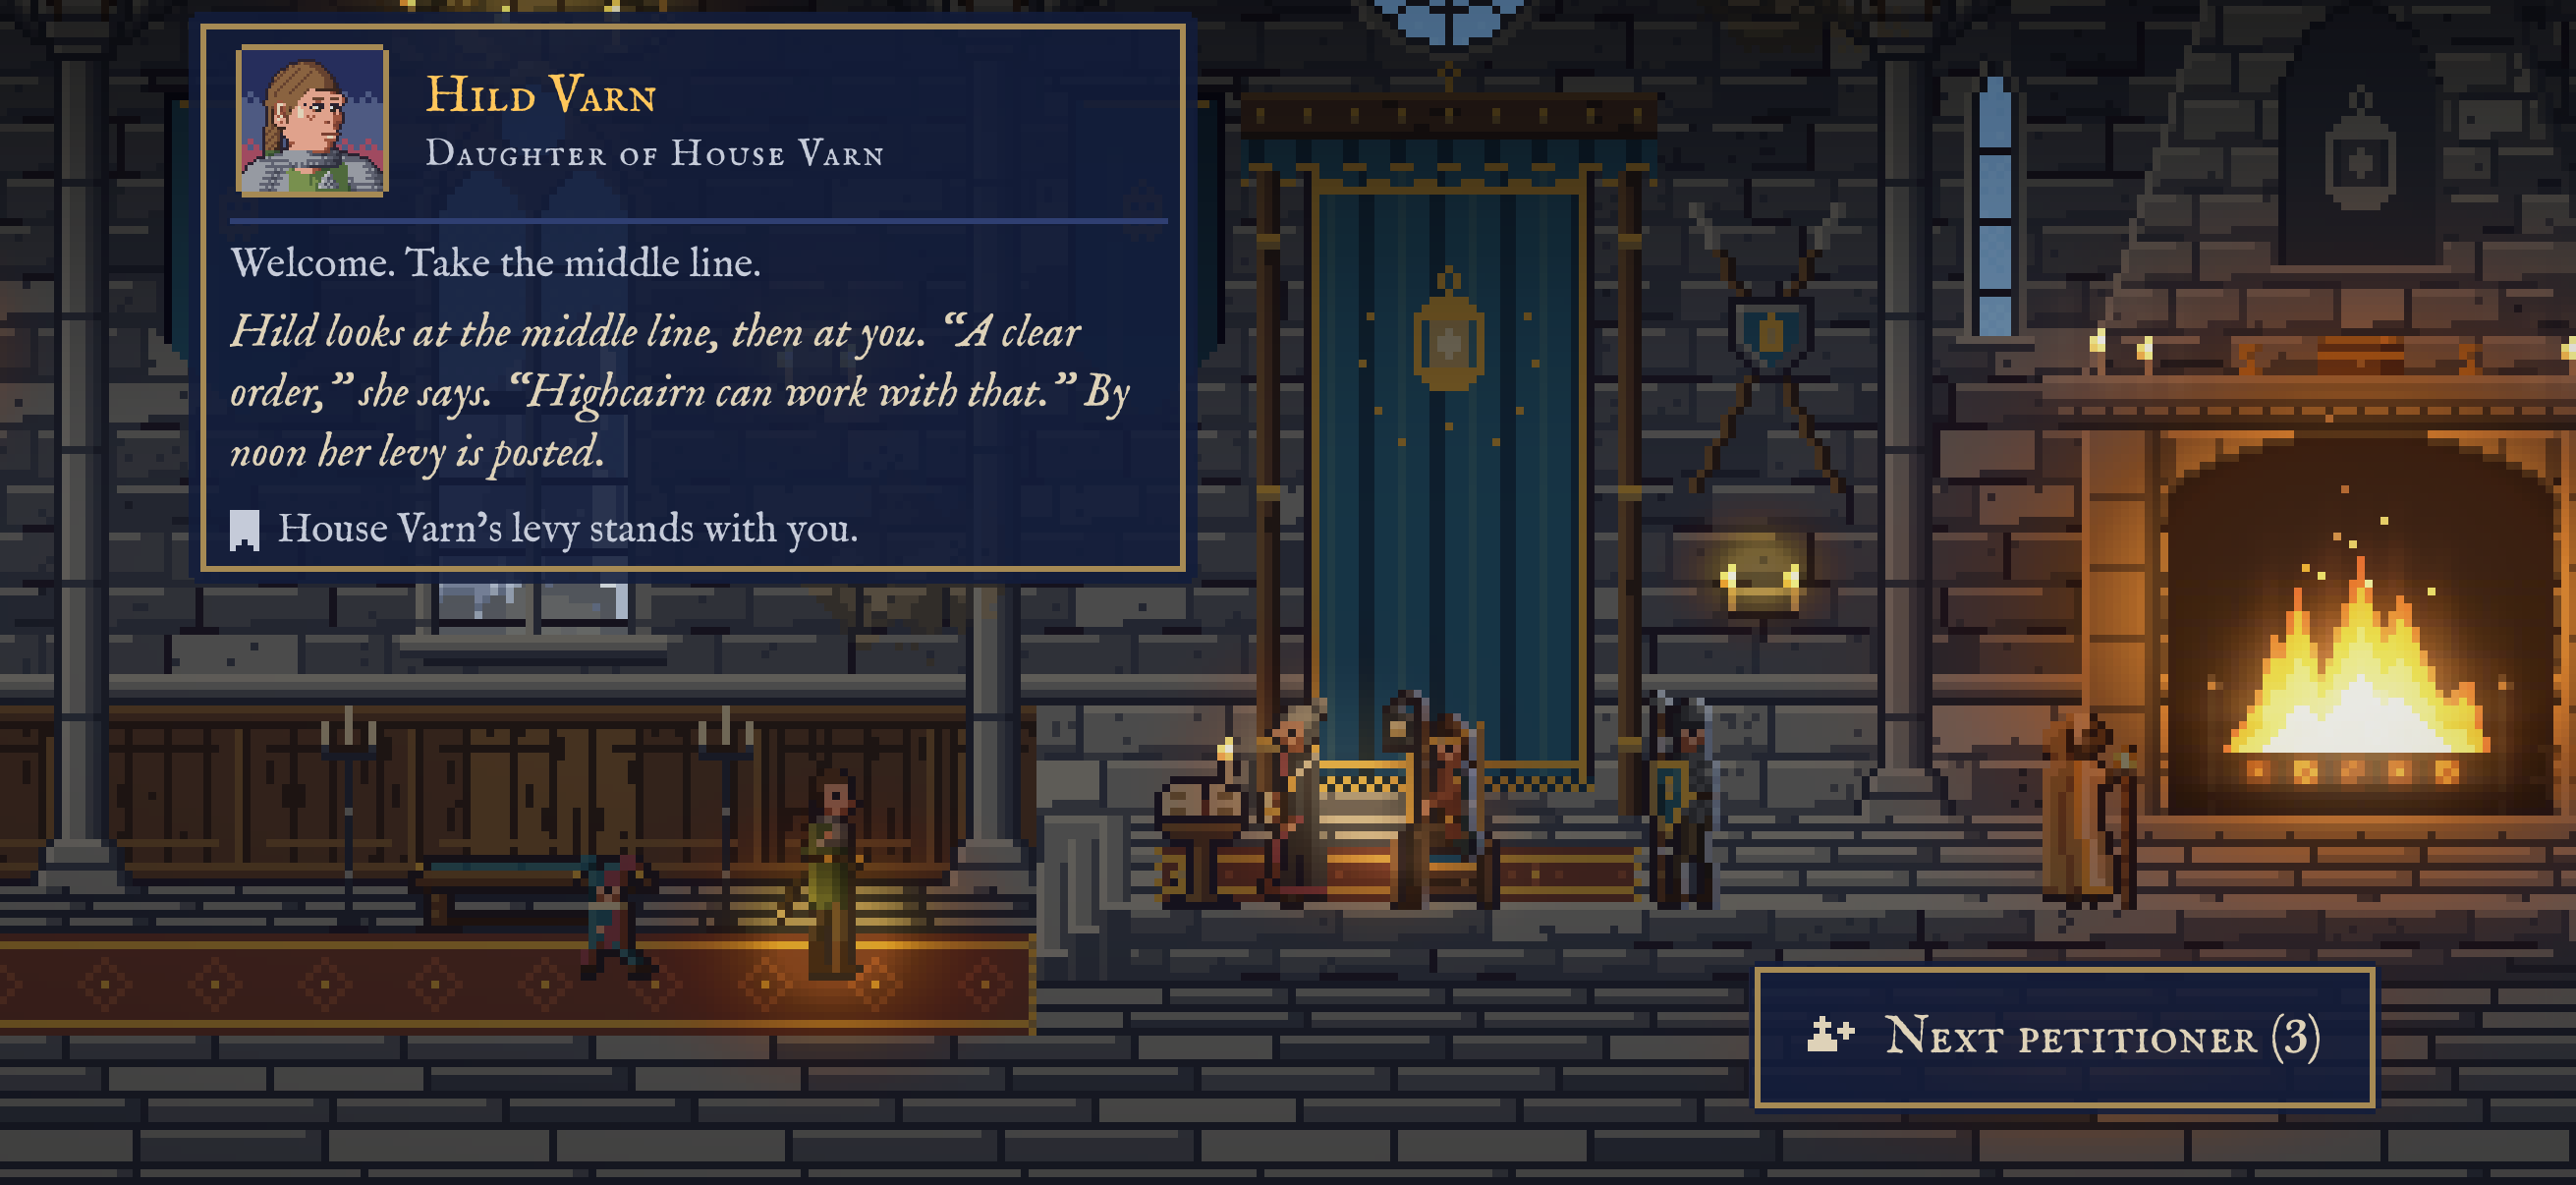 Hild Varn
Daughter of House Varn
Welcome. Take the middle line.
Hild looks at the middle line, then at you. “A clear
order,” she says. “Highcairn can work with that.” By
noon her levy is posted.
House Varn’s levy stands with you.
Next petitioner (3)